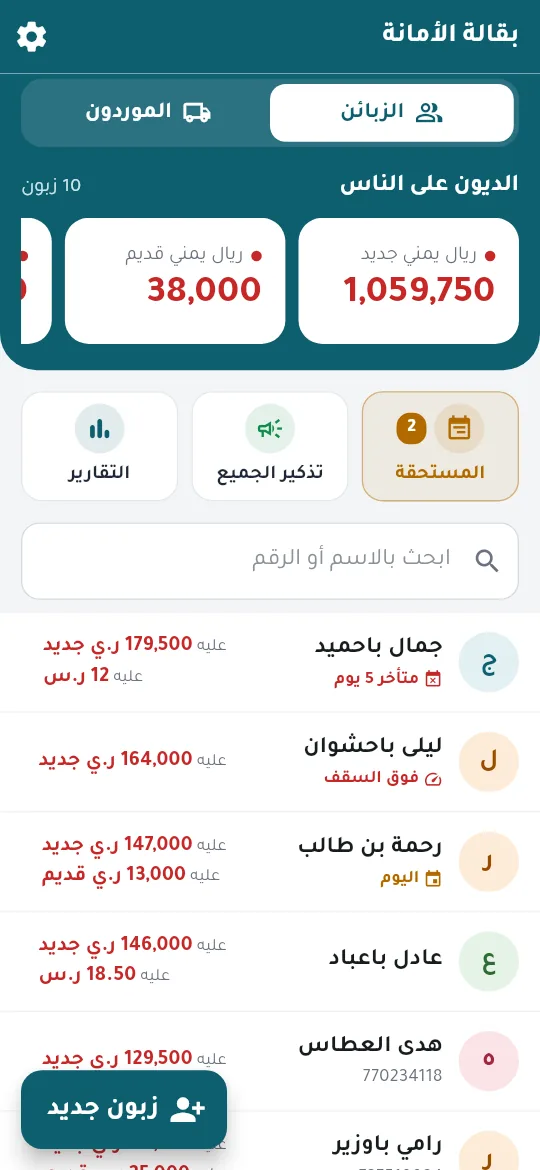 بقالة الأمانة
الزبائن
الموردون
الديون على الناس
10 زبون
ريال يمني جديد
1,059,750
ريال يمني قديم
38,000
2
المستحقة
تذكير الجميع
التقارير
ابحث بالاسم أو الرقم
ج
جمال باحميد
متأخر 5 يوم
عليه 179,500 ر.ي جديد
عليه 12 ر.س
ل
ليلى باحشوان
فوق السقف
عليه 164,000 ر.ي جديد
ر
رحمة بن طالب
اليوم
عليه 147,000 ر.ي جديد
عليه 13,000 ر.ي قديم
ع
عادل باعباد
عليه 146,000 ر.ي جديد
عليه 18.50 ر.س
ه
هدى العطاس
770234118
عليه 129,500 ر.ي جديد
زبون جديد
ر
رامي باوزير